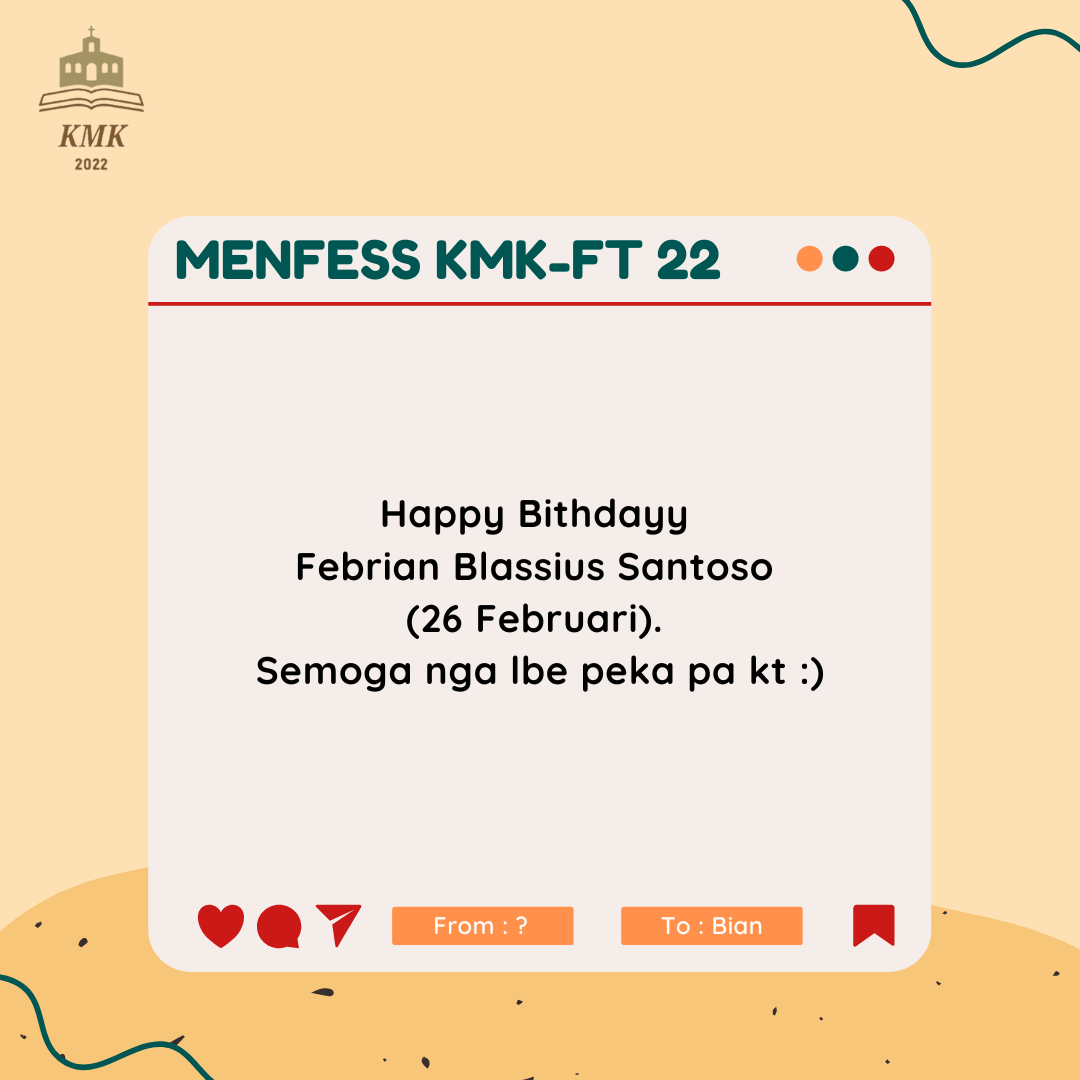 KMK
2022
MENFESS KMK-FT 22
Happy Bithdayy
Febrian Blassius Santoso
(26 Februari).
Semoga nga lbe peka pa kt :)
From : ?
To : Bian